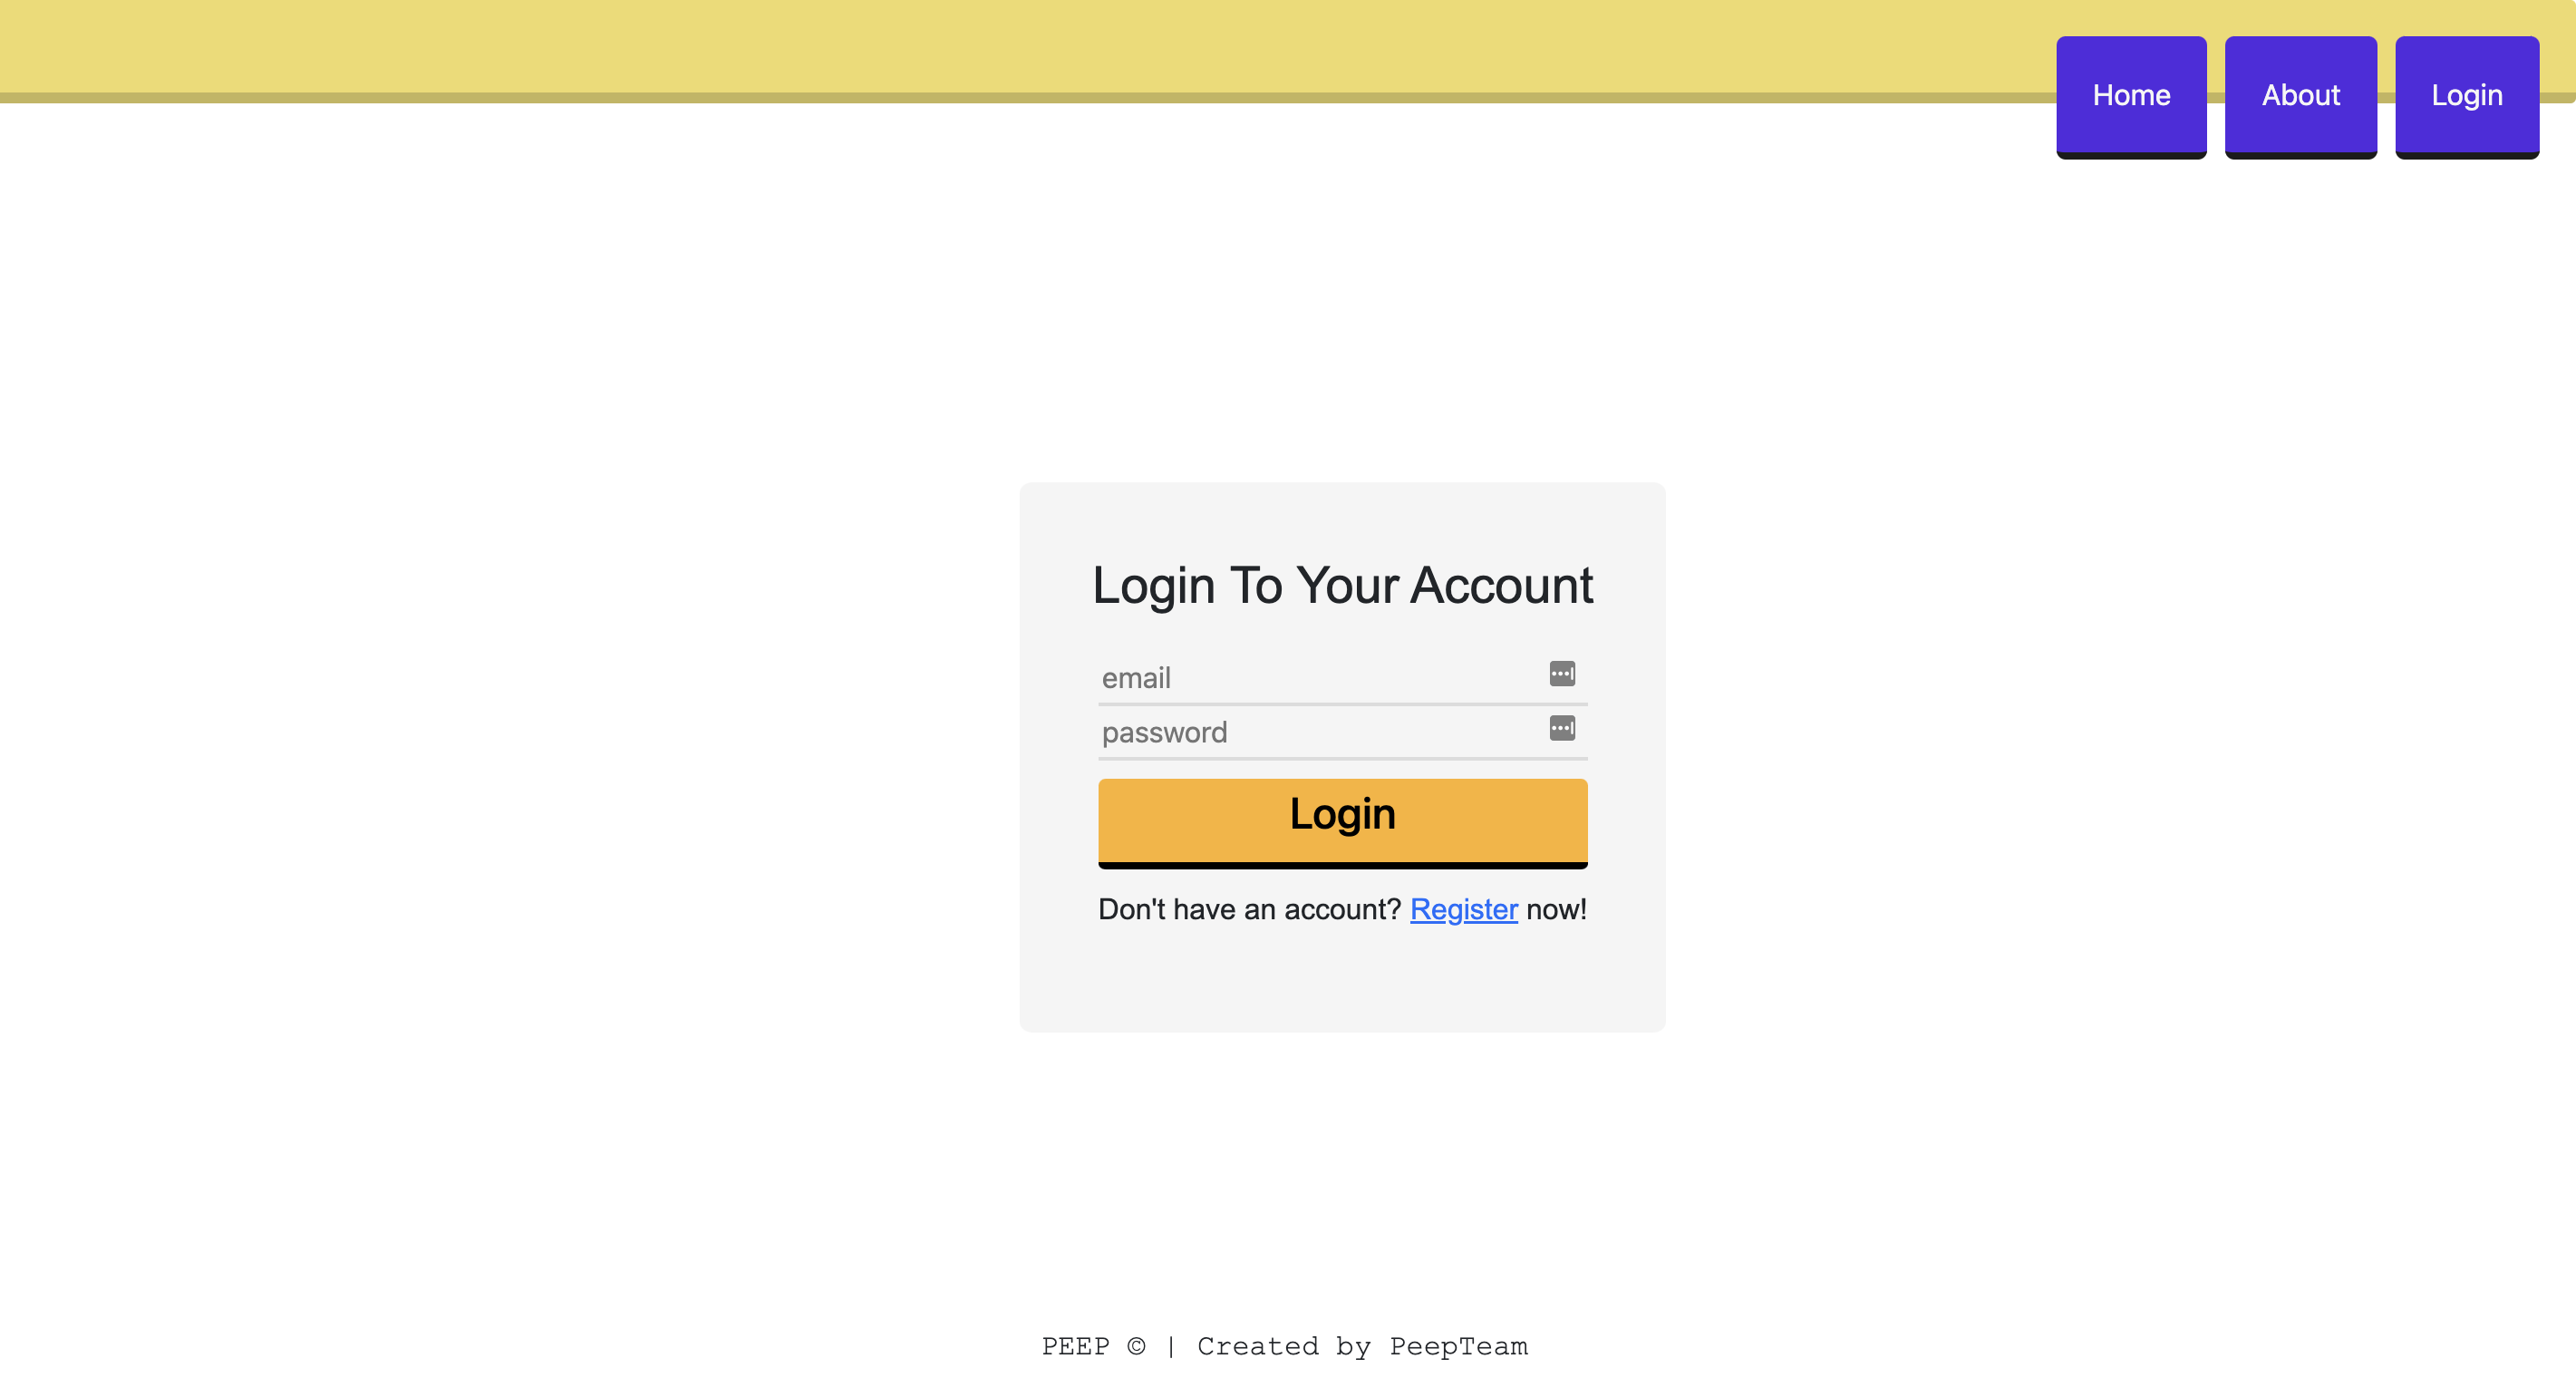 Home About Login
Login To Your Account
email
password
Login
Don't have an account? Register now!
PEEP © | Created by PeepTeam